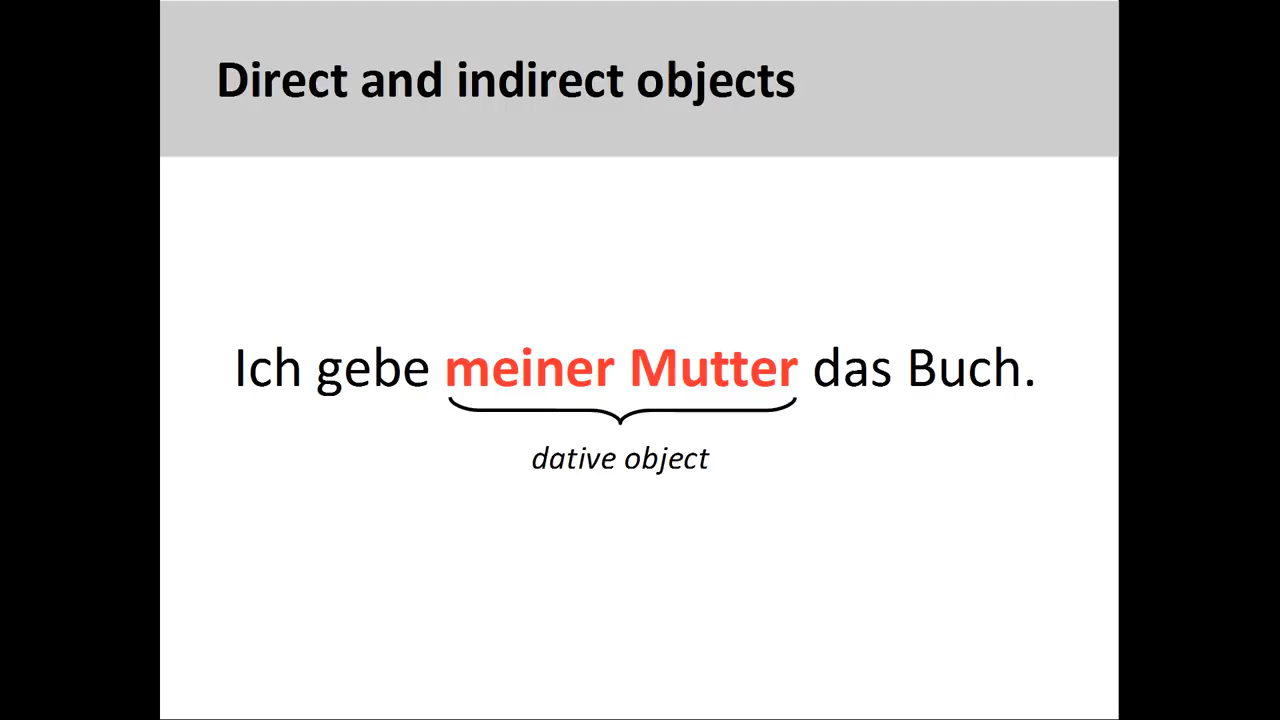 Direct and indirect objects
Ich gebe meiner Mutter das Buch.
dative object